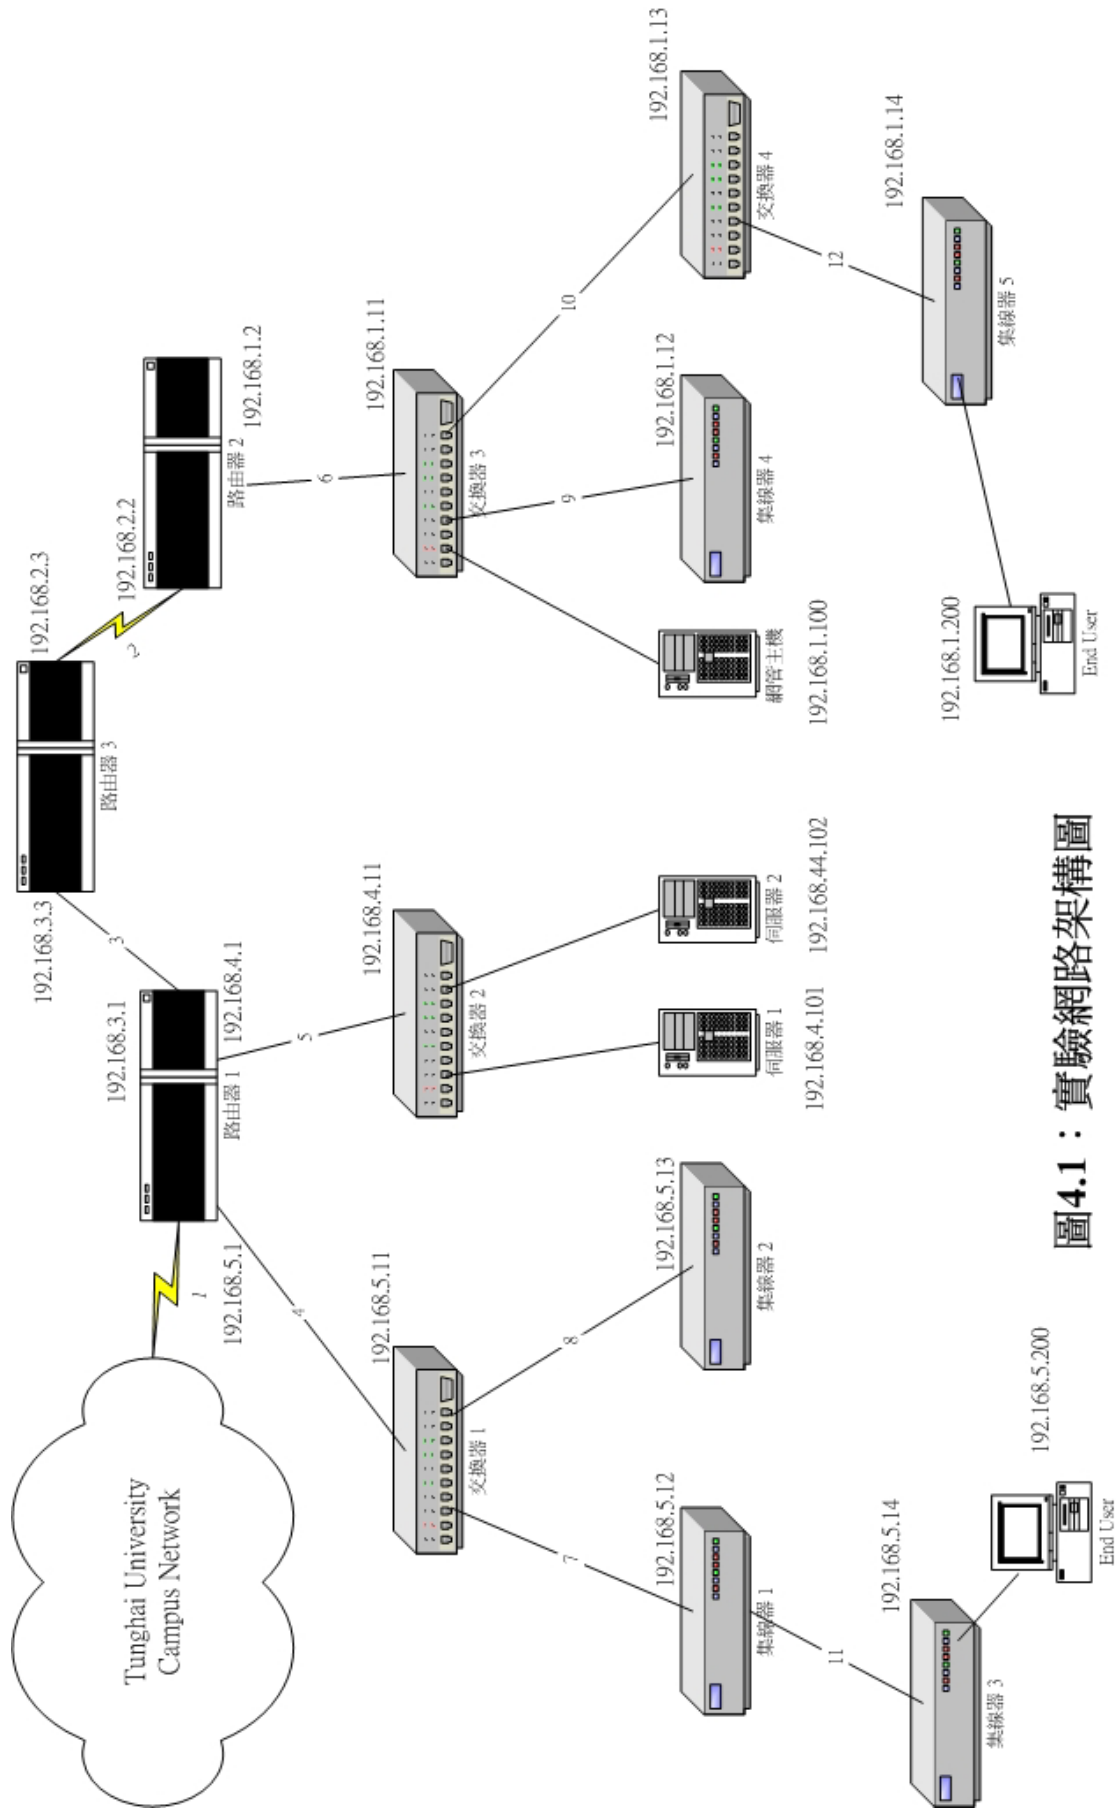 Tunghai University
Campus Network
1
192.168.5.1
192.168.3.1
路由器 1
192.168.4.1
3
192.168.3.3
路由器 3
192.168.2.3
2
192.168.2.2
路由器 2
192.168.1.2
4
5
6
192.168.5.11
交換器 1
192.168.4.11
交換器 2
192.168.1.11
交換器 3
7
8
9
10
192.168.5.12
集線器 1
192.168.5.13
集線器 2
伺服器 1
192.168.4.101
伺服器 2
192.168.44.102
網管主機
192.168.1.100
192.168.1.12
集線器 4
192.168.1.13
交換器 4
11
12
192.168.5.14
集線器 3
192.168.5.200
End User
192.168.1.200
End User
192.168.1.14
集線器 5
圖4.1：實驗網路架構圖